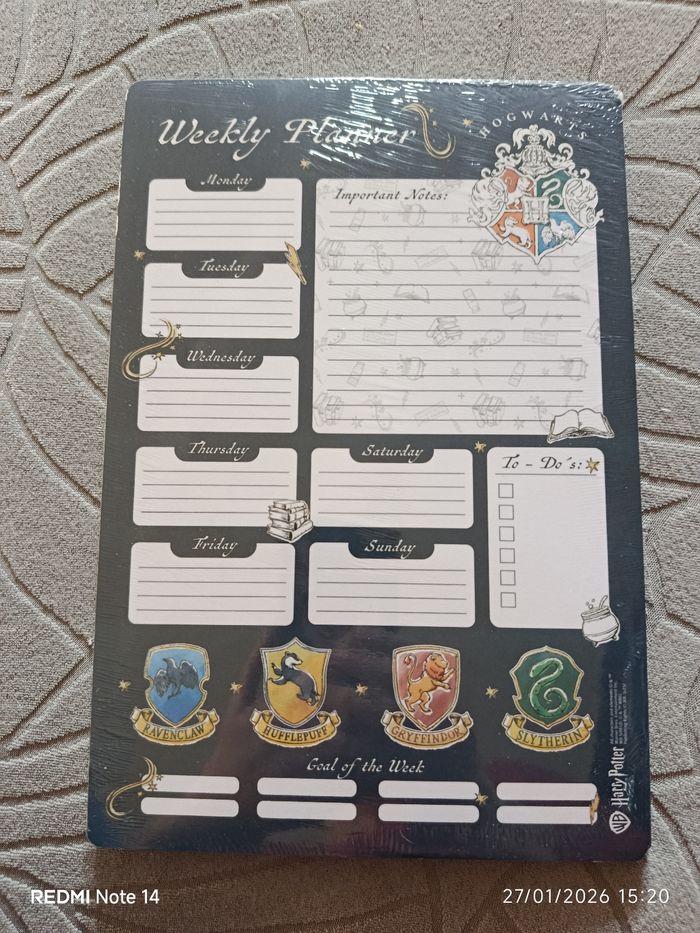 Weekly Planner
HOGWARTS
Monday
Important Notes:
Tuesday
Wednesday
Thursday
Saturday
To - Do's:
Friday
Sunday
RAVENCLAW
HUFFLEPUFF
GRYFFINDOR
SLYTHERIN
Goal of the Week
Harry Potter
REDMI Note 14
27/01/2026 15:20